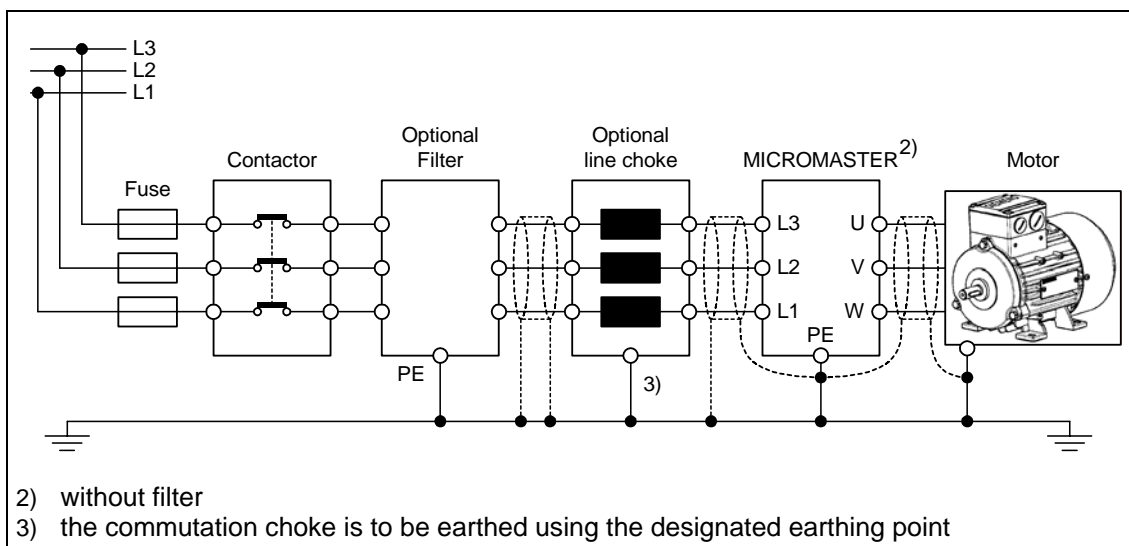 L3
L2
L1
Fuse
Contactor
Optional
Filter
Optional
line choke
MICROMASTER2)
Motor
L3
U
L2
V
L1
W
PE
PE
3)
2) without filter
3) the commutation choke is to be earthed using the designated earthing point